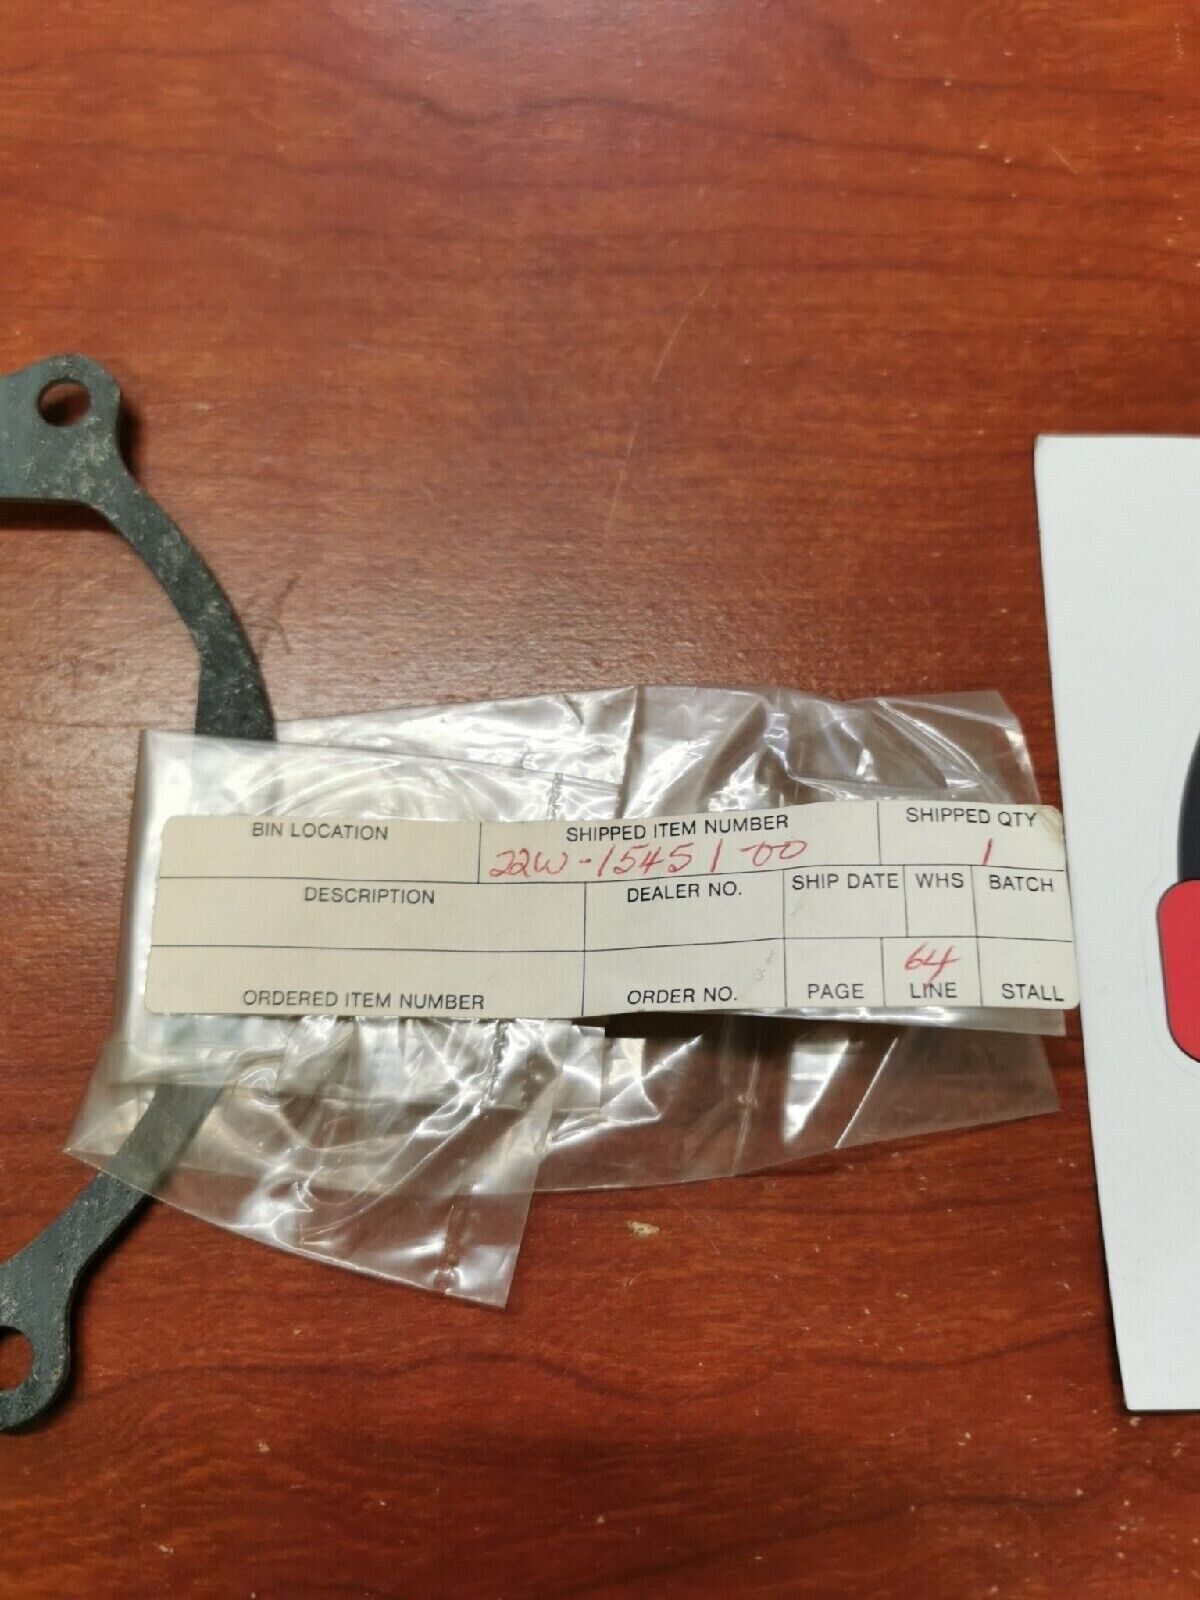 BIN LOCATION SHIPPED ITEM NUMBER SHIPPED QTY
22W-15451-00 1
DESCRIPTION DEALER NO. SHIP DATE WHS BATCH
64
ORDERED ITEM NUMBER ORDER NO. PAGE LINE STALL